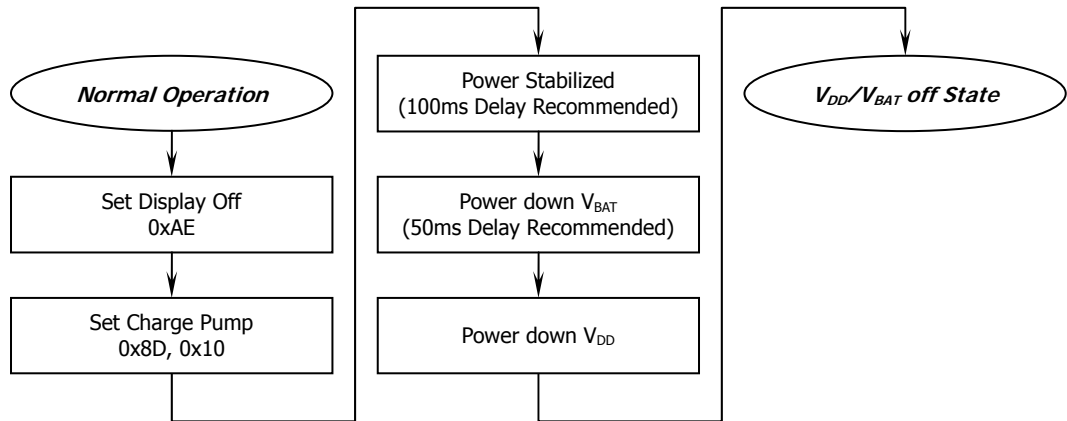 Normal Operation
Set Display Off
0xAE
Set Charge Pump
0x8D, 0x10
Power Stabilized
(100ms Delay Recommended)
Power down VBAT
(50ms Delay Recommended)
Power down VDD
VDD/VBAT off State